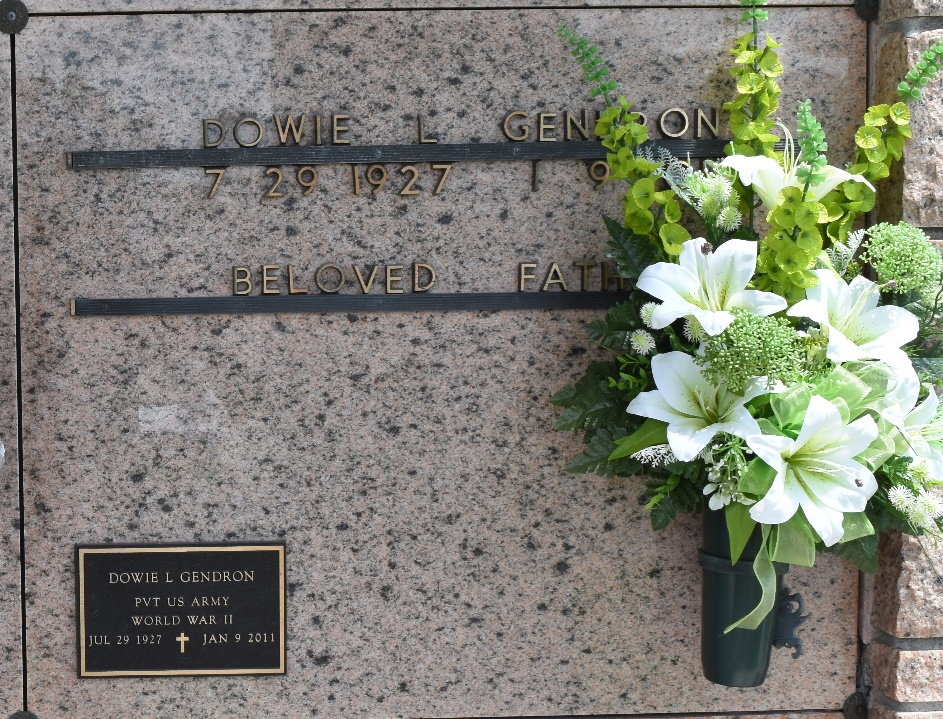 DOWIE L GENDRON
7 29 1927 1 9
BELOVED FATH
DOWIE L GENDRON
PVT US ARMY
WORLD WAR II
JUL 29 1927 JAN 9 2011